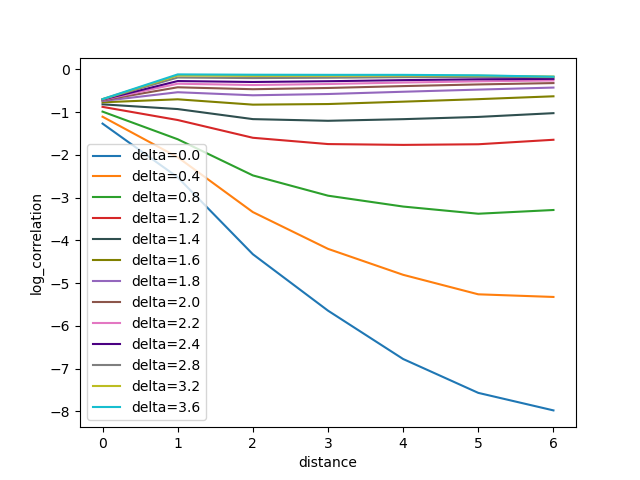 0
−1
−2
−3
−4
−5
−6
−7
−8
log_correlation
delta=0.0
delta=0.4
delta=0.8
delta=1.2
delta=1.4
delta=1.6
delta=1.8
delta=2.0
delta=2.2
delta=2.4
delta=2.8
delta=3.2
delta=3.6
0 1 2 3 4 5 6
distance